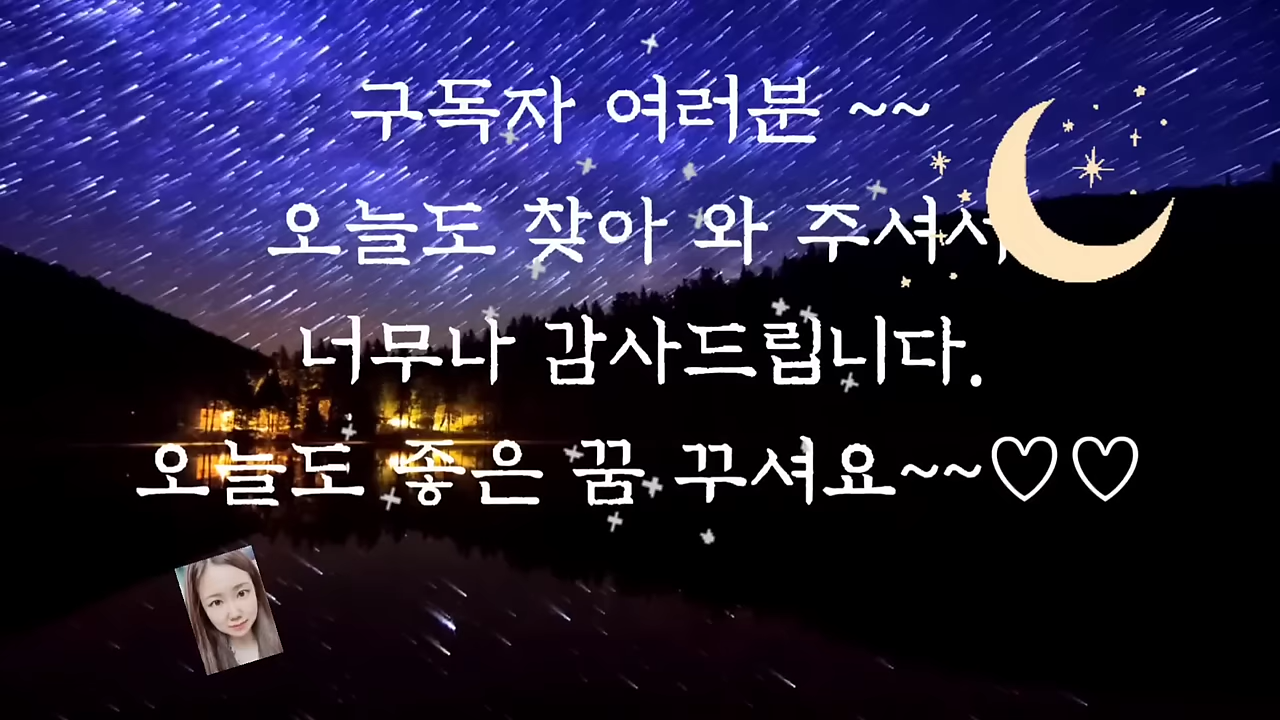 구독자 여러분 ~~
오늘도 찾아 와 주셔서
너무나 감사드립니다.
오늘도 좋은 꿈 꾸셔요~~♡♡